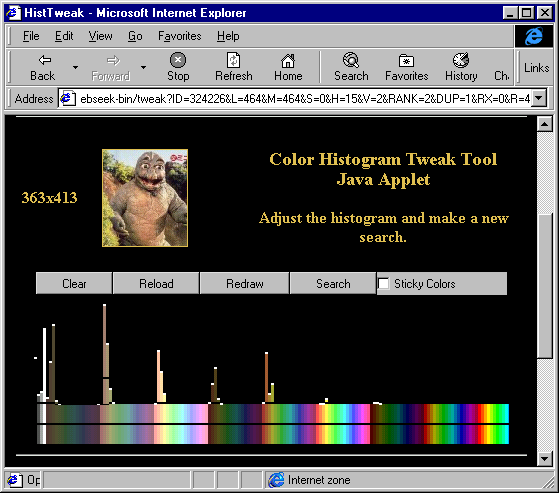 HistTweak - Microsoft Internet Explorer
File Edit View Go Favorites Help
Back Forward Stop Refresh Home Search Favorites History Ch Links
Address ebseek-bin/tweak?ID=324226&L=464&M=464&S=0&H=15&V=2&RANK=2&DUP=1&RX=0&R=4
363x413
Color Histogram Tweak Tool
Java Applet
Adjust the histogram and make a new
search.
Clear Reload Redraw Search Sticky Colors
Op Internet zone